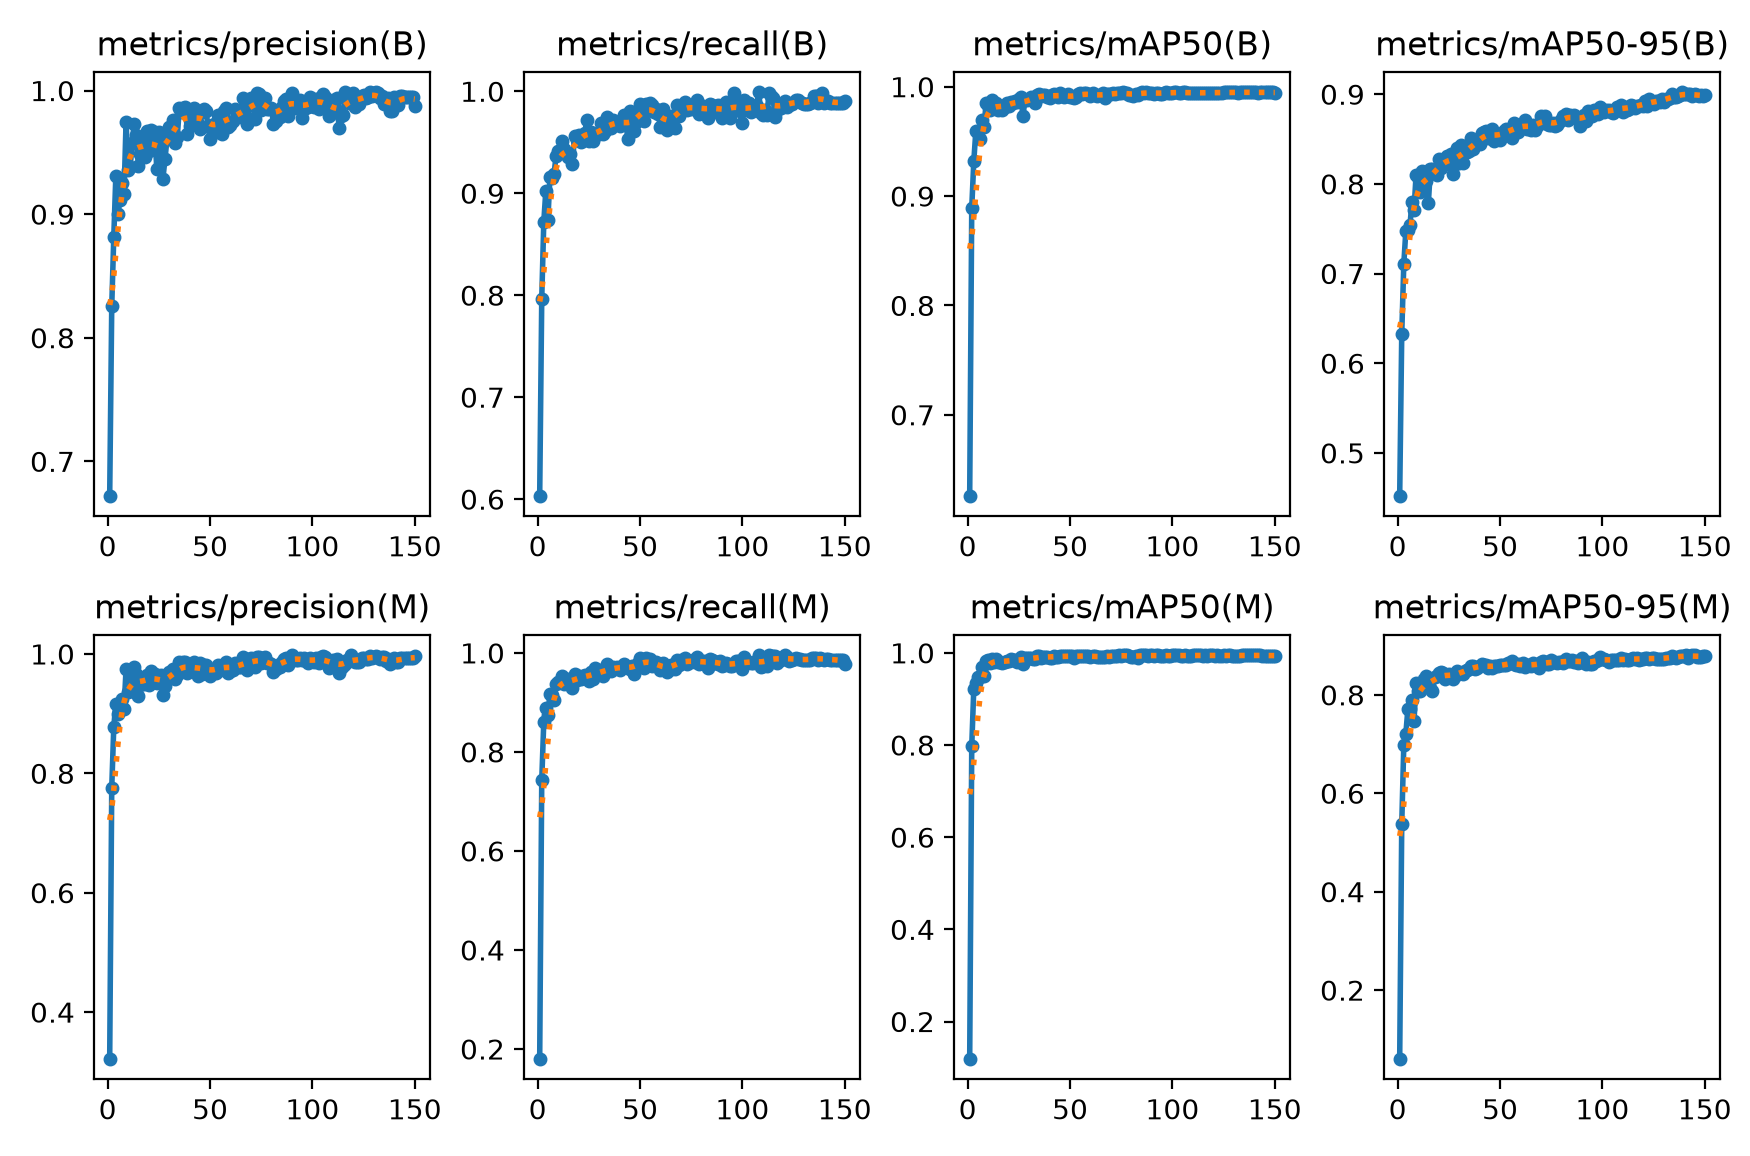 metrics/precision(B) metrics/recall(B) metrics/mAP50(B) metrics/mAP50-95(B)
1.0 1.0 1.0 0.9
0.9 0.9 0.9 0.8
0.8 0.8 0.8 0.7
0.7 0.7 0.7 0.6
0.6 0.5
0 50 100 150 0 50 100 150 0 50 100 150 0 50 100 150
metrics/precision(M) metrics/recall(M) metrics/mAP50(M) metrics/mAP50-95(M)
1.0 1.0 1.0 0.8
0.8 0.8 0.8 0.6
0.6 0.6 0.6 0.4
0.4 0.4 0.4 0.2
0.2 0.2
0 50 100 150 0 50 100 150 0 50 100 150 0 50 100 150